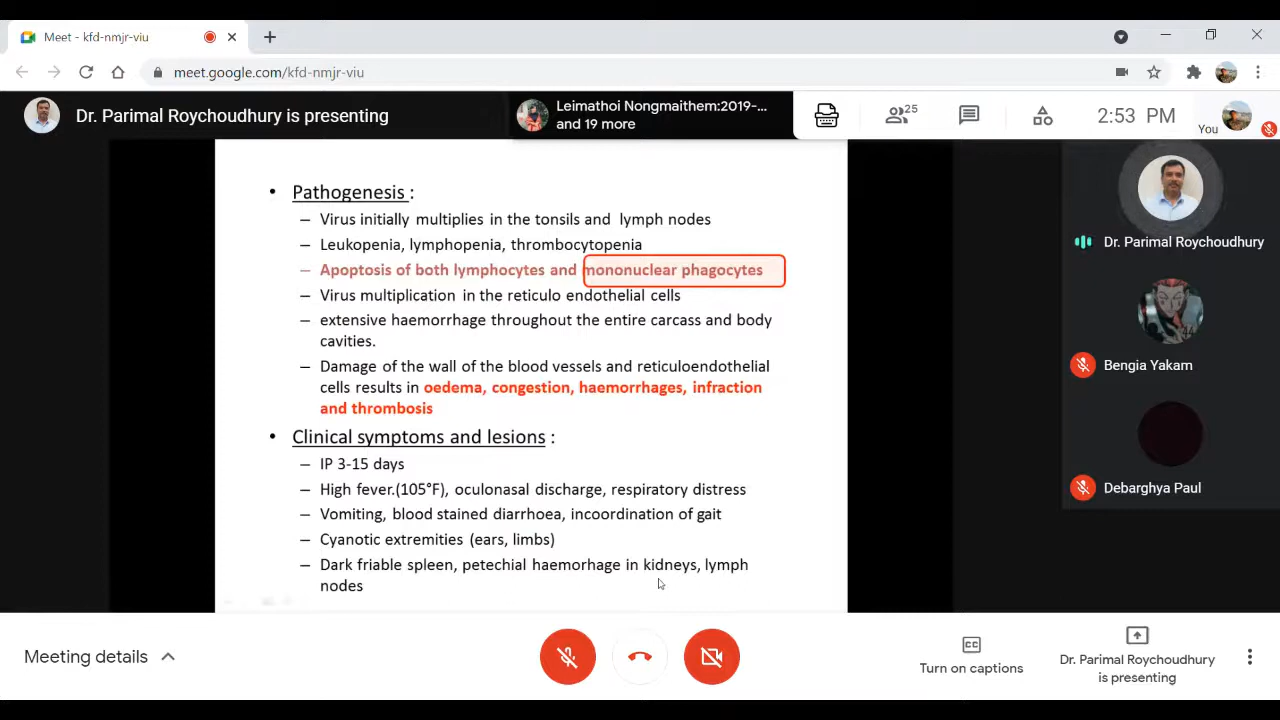 Meet - kfd-nmjr-viu
meet.google.com/kfd-nmjr-viu
Dr. Parimal Roychoudhury is presenting
Leimathoi Nongmaithem:2019-...
and 19 more
25
2:53 PM
You
• Pathogenesis :
– Virus initially multiplies in the tonsils and lymph nodes
– Leukopenia, lymphopenia, thrombocytopenia
– Apoptosis of both lymphocytes and mononuclear phagocytes
– Virus multiplication in the reticulo endothelial cells
– extensive haemorrhage throughout the entire carcass and body
cavities.
– Damage of the wall of the blood vessels and reticuloendothelial
cells results in oedema, congestion, haemorrhages, infraction
and thrombosis
• Clinical symptoms and lesions :
– IP 3-15 days
– High fever.(105°F), oculonasal discharge, respiratory distress
– Vomiting, blood stained diarrhoea, incoordination of gait
– Cyanotic extremities (ears, limbs)
– Dark friable spleen, petechial haemorhage in kidneys, lymph
nodes
Dr. Parimal Roychoudhury
Bengia Yakam
Debarghya Paul
Meeting details
CC
Turn on captions
Dr. Parimal Roychoudhury
is presenting